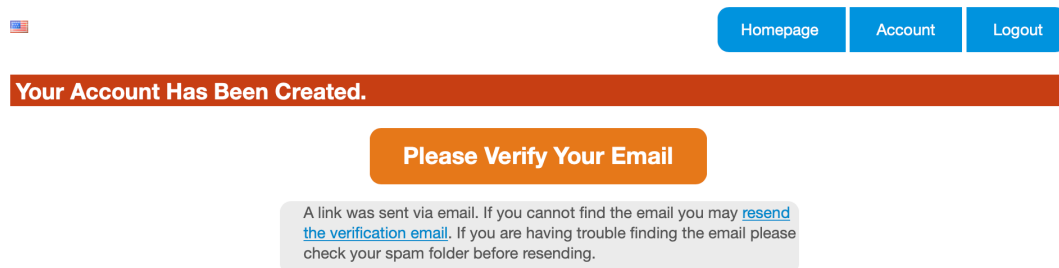 Homepage Account Logout
Your Account Has Been Created.
Please Verify Your Email
A link was sent via email. If you cannot find the email you may resend
the verification email. If you are having trouble finding the email please
check your spam folder before resending.